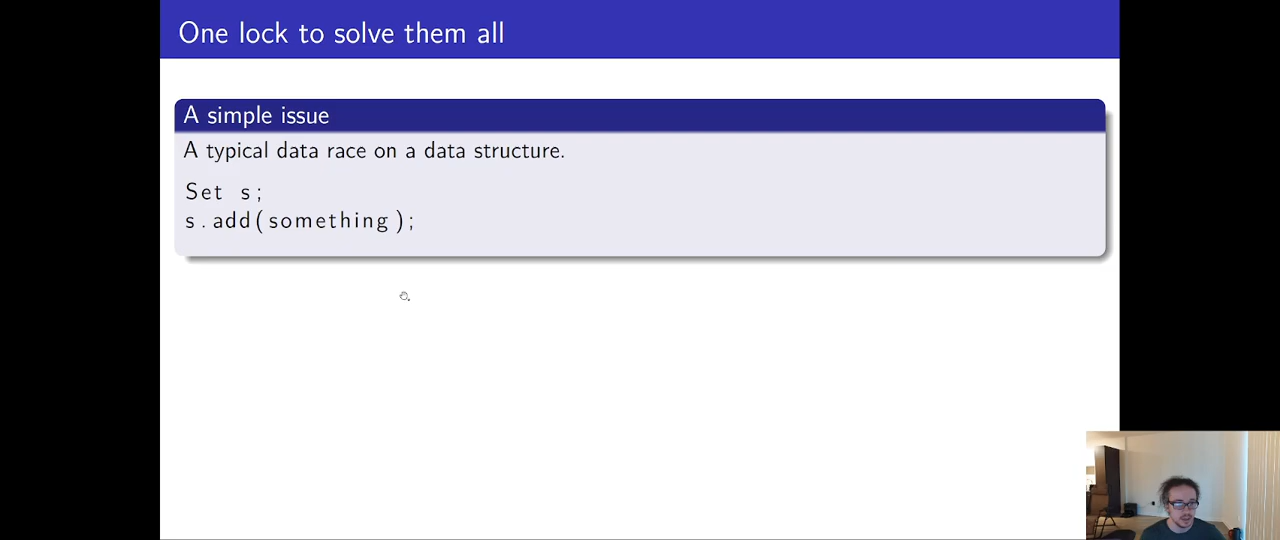 One lock to solve them all
A simple issue
A typical data race on a data structure.
Set s;
s.add(something);